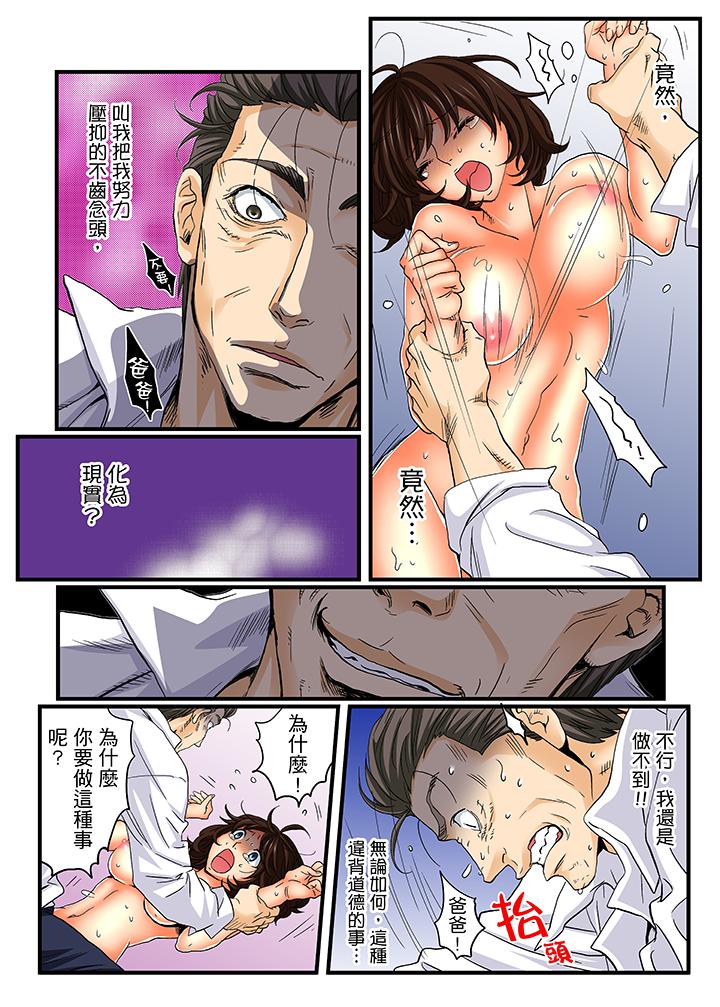 竟然，
竟然…
叫我把我努力
壓抑的不齒念頭，
不要！
爸爸！
化為
現實？
不行，我還是
做不到!!
無論如何，這種
違背道德的事…
爸爸！
抬頭
為什麼！
為什麼
你要做這種事
呢？